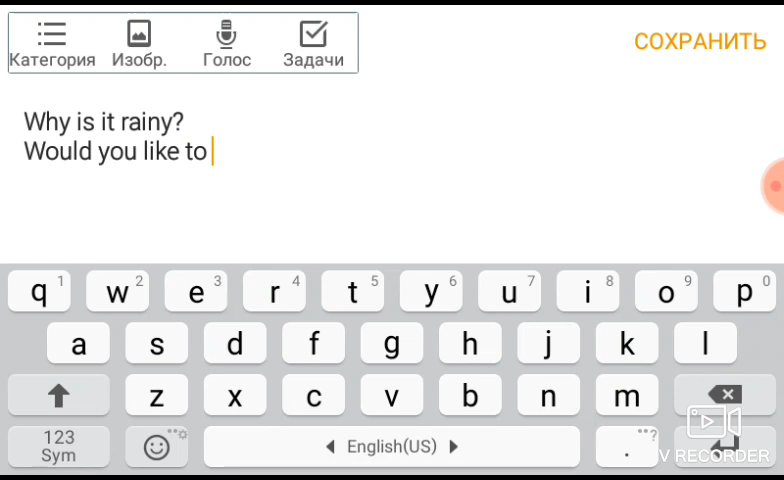 Категория Изобр. Голос Задачи
СОХРАНИТЬ
Why is it rainy?
Would you like to
q 1 w 2 e 3 r 4 t 5 y 6 u 7 i 8 o 9 p 0
a s d f g h j k l
z x c v b n m
123
Sym
English(US)
. ?
V RECORDER